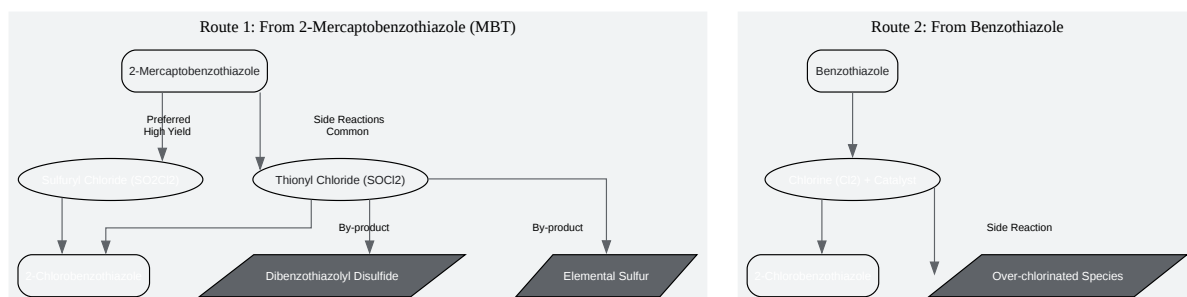 Route 1: From 2-Mercaptobenzothiazole (MBT)
2-Mercaptobenzothiazole
Preferred
High Yield
Side Reactions
Common
Sulfuryl Chloride (SO2Cl2)
Thionyl Chloride (SOCl2)
By-product
By-product
2-Chlorobenzothiazole
Dibenzothiazolyl Disulfide
Elemental Sulfur
Route 2: From Benzothiazole
Benzothiazole
Chlorine (Cl2) + Catalyst
Side Reaction
2-Chlorobenzothiazole
Over-chlorinated Species